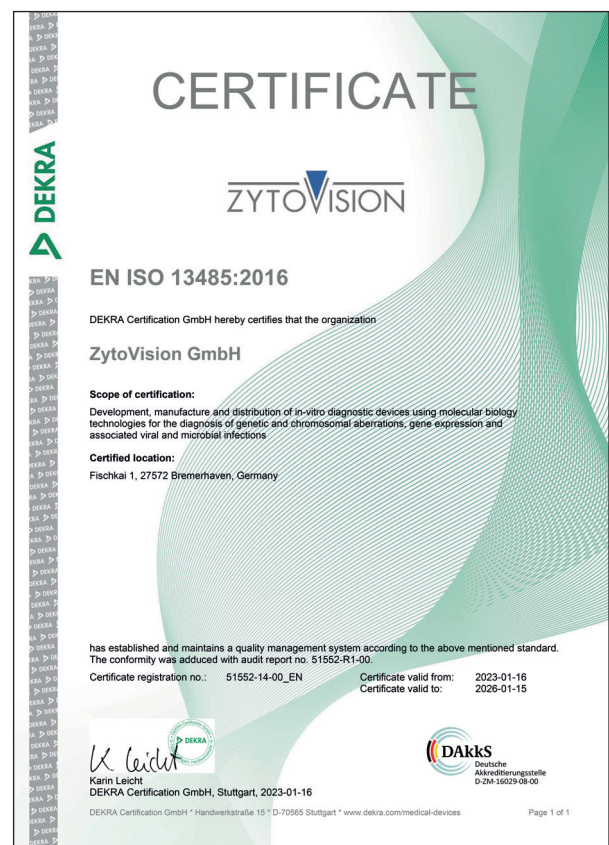 CERTIFICATE
DEKRA
ZYTOVISION
EN ISO 13485:2016
DEKRA Certification GmbH hereby certifies that the organization
ZytoVision GmbH
Scope of certification:
Development, manufacture and distribution of in-vitro diagnostic devices using molecular biology
technologies for the diagnosis of genetic and chromosomal aberrations, gene expression and
associated viral and microbial infections
Certified location:
Fischkai 1, 27572 Bremerhaven, Germany
has established and maintains a quality management system according to the above mentioned standard.
The conformity was adduced with audit report no. 51552-R1-00.
Certificate registration no.: 51552-14-00_EN Certificate valid from: 2023-01-16
Certificate valid to: 2026-01-15
K Leicht
DEKRA
DAkkS
Deutsche
Akkreditierungsstelle
D-ZM-16029-08-00
Karin Leicht
DEKRA Certification GmbH, Stuttgart, 2023-01-16
DEKRA Certification GmbH * Handwerkstraße 15 * D-70565 Stuttgart * www.dekra.com/medical-devices Page 1 of 1